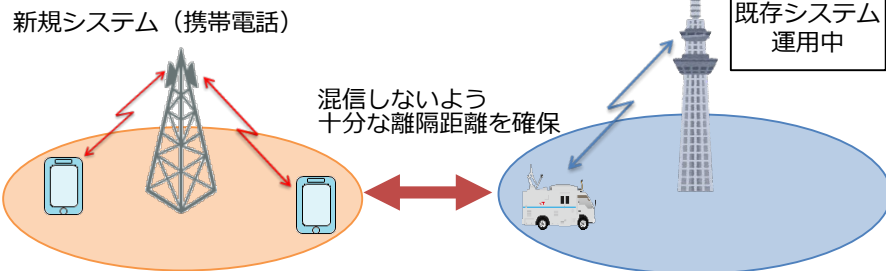 新規システム（携帯電話）
既存システム
運用中
混信しないよう
十分な離隔距離を確保